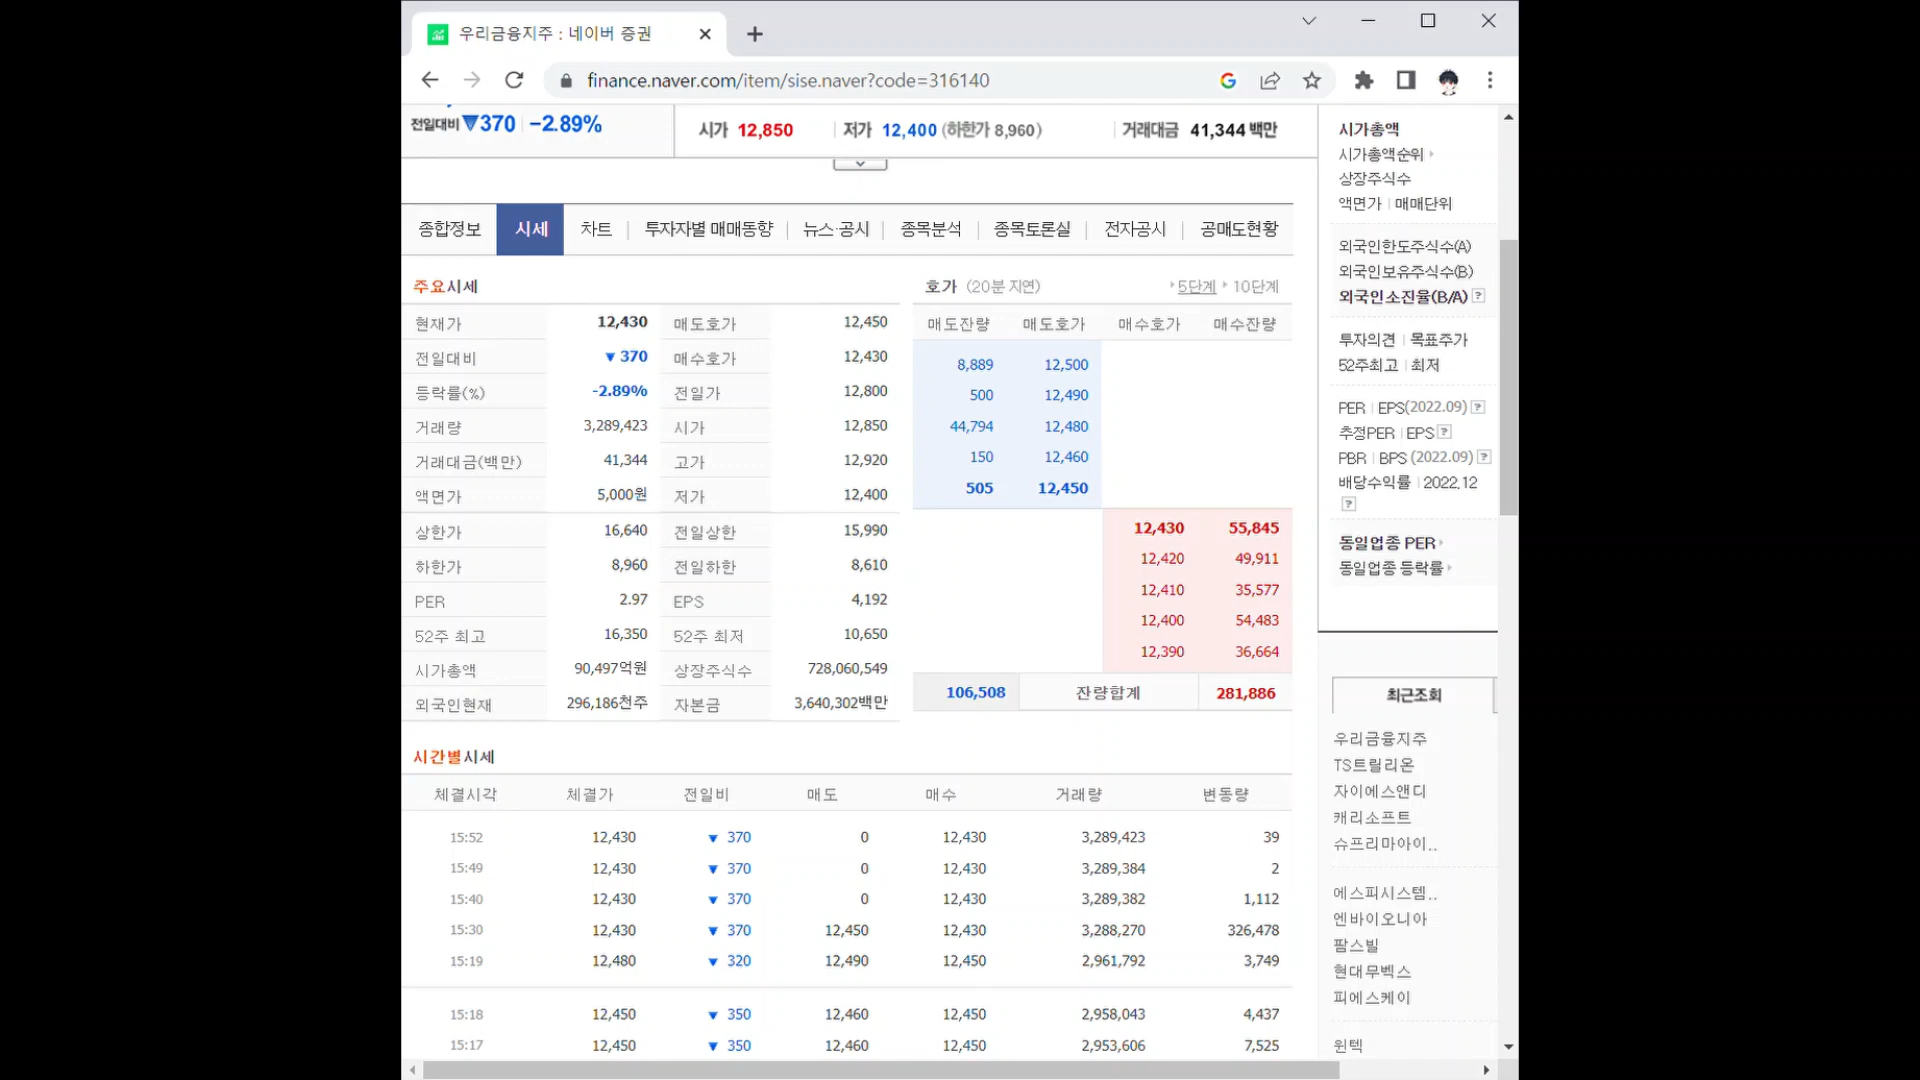 우리금융지주 : 네이버 증권
finance.naver.com/item/sise.naver?code=316140
전일대비 ▼370 -2.89%
시가 12,850 저가 12,400 (하한가 8,960) 거래대금 41,344 백만
종합정보 시세 차트 투자자별 매매동향 뉴스·공시 종목분석 종목토론실 전자공시 공매도현황
주요시세
현재가 12,430 매도호가 12,450
전일대비 ▼ 370 매수호가 12,430
등락률(%) -2.89% 전일가 12,800
거래량 3,289,423 시가 12,850
거래대금(백만) 41,344 고가 12,920
액면가 5,000원 저가 12,400
상한가 16,640 전일상한 15,990
하한가 8,960 전일하한 8,610
PER 2.97 EPS 4,192
52주 최고 16,350 52주 최저 10,650
시가총액 90,497억원 상장주식수 728,060,549
외국인현재 296,186천주 자본금 3,640,302백만
호가 (20분 지연) 5단계 10단계
매도잔량 매도호가 매수호가 매수잔량
8,889 12,500
500 12,490
44,794 12,480
150 12,460
505 12,450
12,430 55,845
12,420 49,911
12,410 35,577
12,400 54,483
12,390 36,664
106,508 잔량합계 281,886
시간별시세
체결시각 체결가 전일비 매도 매수 거래량 변동량
15:52 12,430 ▼ 370 0 12,430 3,289,423 39
15:49 12,430 ▼ 370 0 12,430 3,289,384 2
15:40 12,430 ▼ 370 0 12,430 3,289,382 1,112
15:30 12,430 ▼ 370 12,450 12,430 3,288,270 326,478
15:19 12,480 ▼ 320 12,490 12,450 2,961,792 3,749
15:18 12,450 ▼ 350 12,460 12,450 2,958,043 4,437
15:17 12,450 ▼ 350 12,460 12,450 2,953,606 7,525
시가총액
시가총액순위
상장주식수
액면가 | 매매단위
외국인한도주식수(A)
외국인보유주식수(B)
외국인소진율(B/A) ?
투자의견 | 목표주가
52주최고 | 최저
PER | EPS(2022.09) ?
추정PER | EPS ?
PBR | BPS (2022.09) ?
배당수익률 | 2022.12
?
동일업종 PER
동일업종 등락률
최근조회
우리금융지주
TS트릴리온
자이에스앤디
캐리소프트
슈프리마아이..
에스피시스템..
엔바이오니아
팜스빌
현대무벡스
피에스케이
윈텍